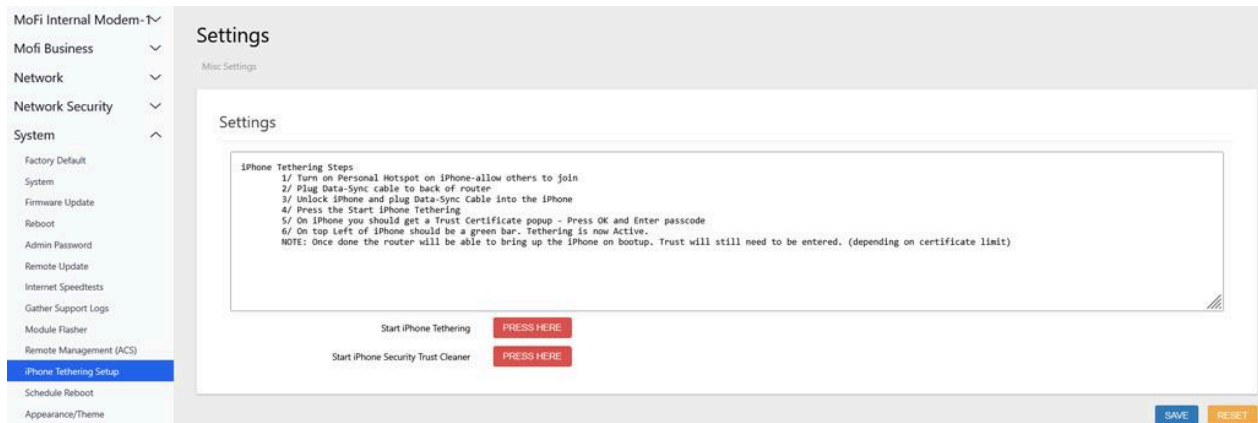 MoFi Internal Modem-1
Mofi Business
Network
Network Security
System
Factory Default
System
Firmware Update
Reboot
Admin Password
Remote Update
Internet Speedtests
Gather Support Logs
Module Flasher
Remote Management (ACS)
iPhone Tethering Setup
Schedule Reboot
Appearance/Theme
Settings
Misc Settings
Settings
iPhone Tethering Steps
1/ Turn on Personal Hotspot on iPhone-allow others to join
2/ Plug Data-Sync cable to back of router
3/ Unlock iPhone and plug Data-Sync Cable into the iPhone
4/ Press the Start iPhone Tethering
5/ On iPhone you should get a Trust Certificate popup - Press OK and Enter passcode
6/ On top Left of iPhone should be a green bar. Tethering is now Active.
NOTE: Once done the router will be able to bring up the iPhone on bootup. Trust will still need to be entered. (depending on certificate limit)
Start iPhone Tethering PRESS HERE
Start iPhone Security Trust Cleaner PRESS HERE
SAVE RESET